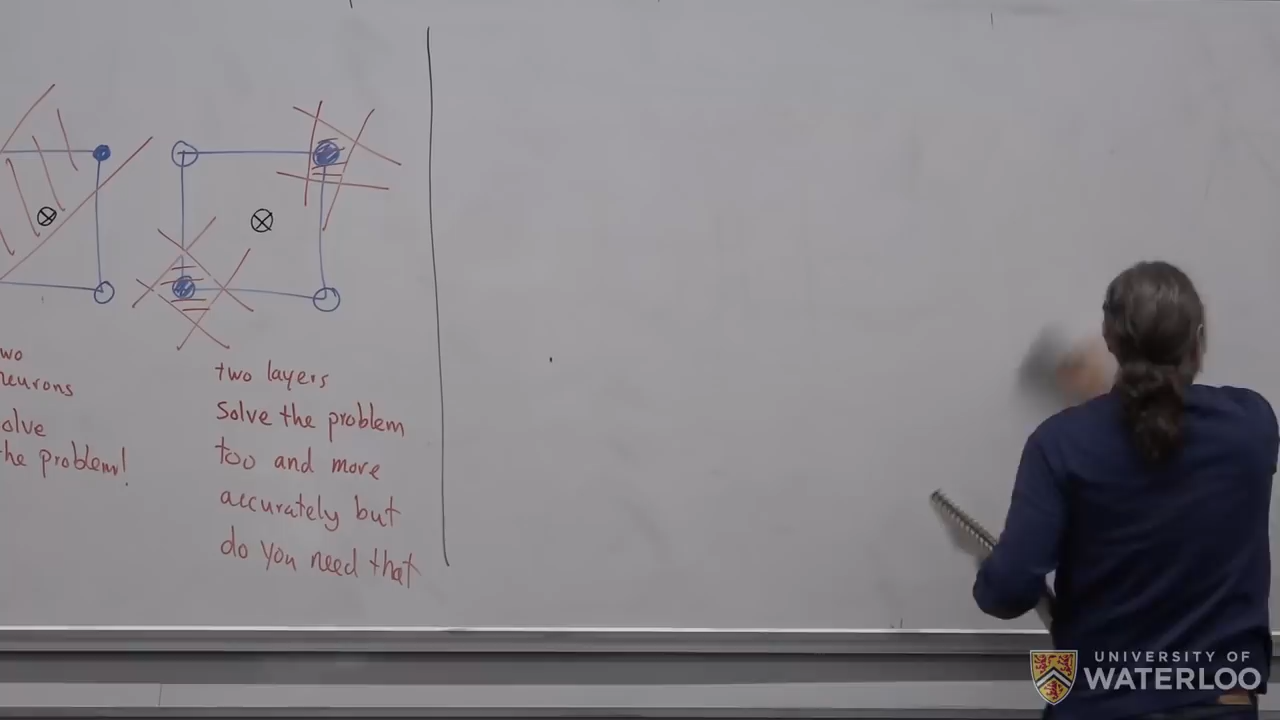 wo
neurons
olve
he problem!
two layers
Solve the problem
too and more
accurately but
do you need that
UNIVERSITY OF
WATERLOO